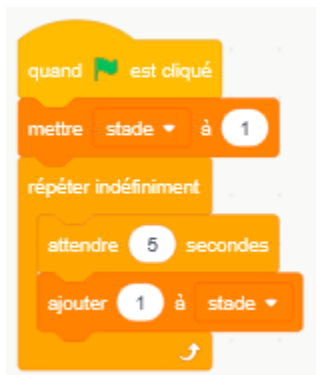 quand est cliqué
mettre stade à 1
répéter indéfiniment
attendre 5 secondes
ajouter 1 à stade